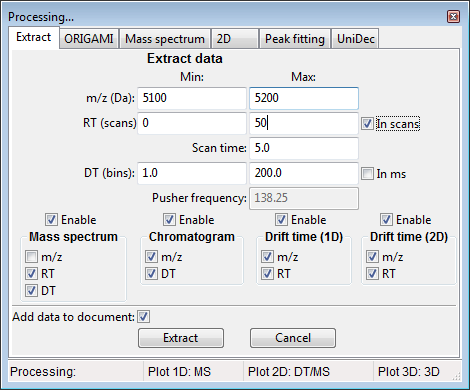 Processing...
Extract ORIGAMI Mass spectrum 2D Peak fitting UniDec
Extract data
Min: Max:
m/z (Da): 5100 5200
RT (scans) 0 50 In scans
Scan time: 5.0
DT (bins): 1.0 200.0 In ms
Pusher frequency: 138.25
Enable Enable Enable Enable
Mass spectrum Chromatogram Drift time (1D) Drift time (2D)
m/z m/z m/z m/z
RT DT RT RT
DT
Add data to document:
Extract Cancel
Processing: Plot 1D: MS Plot 2D: DT/MS Plot 3D: 3D